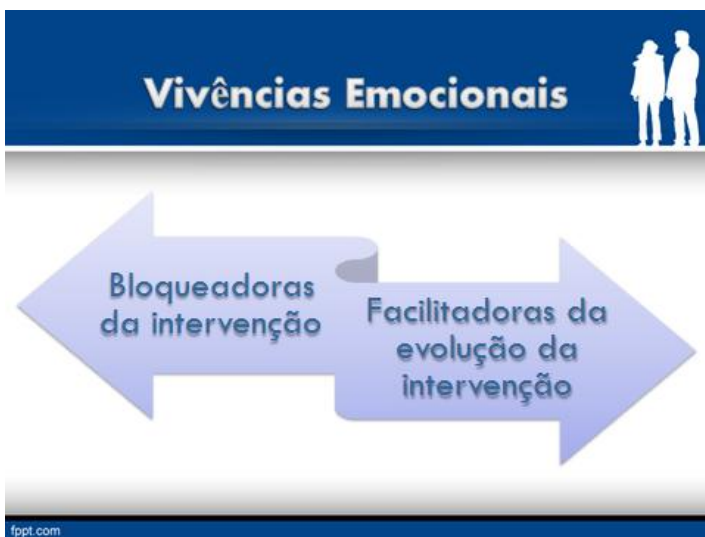 Vivências Emocionais
Bloqueadoras
da intervenção
Facilitadoras da
evolução da
intervenção
fppt.com